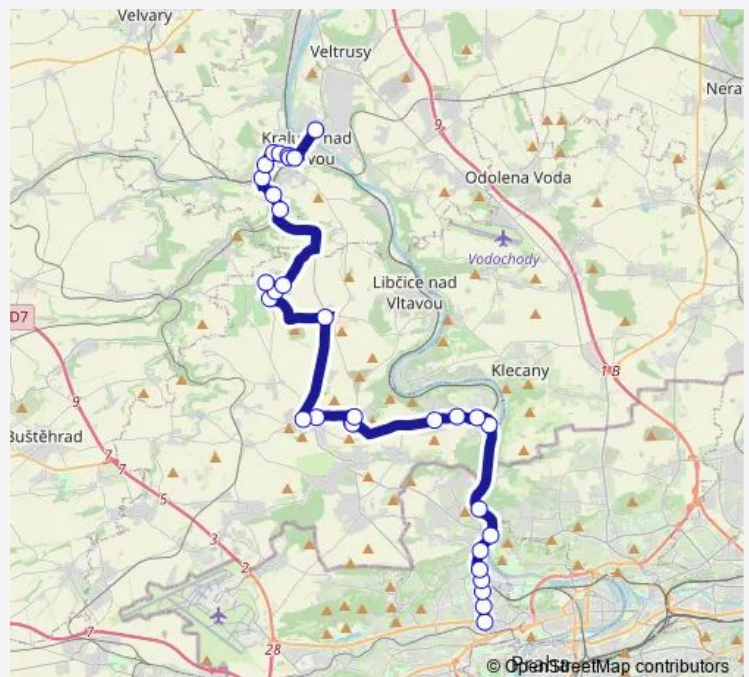 Velvary
Veltrusy
Nera
9
Kralupy nad
Vltavou
Odolena Voda
Vodochody
Libčice nad
Vltavou
D7
Klecany
1 B
9
Buštěhrad
7
7
5
3
2
7
28
Praha
© OpenStreetMap contributors